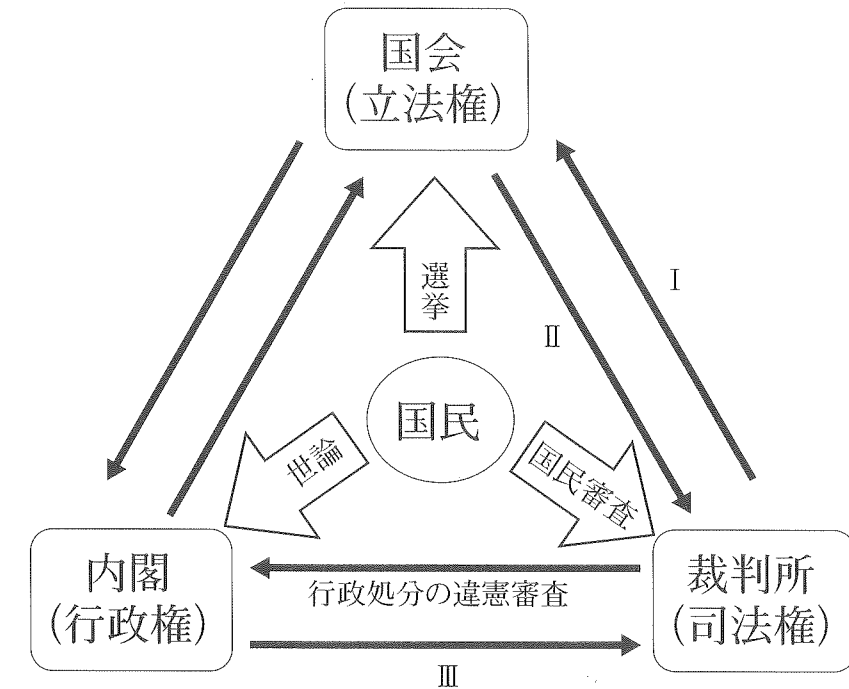 国会
(立法権)
選挙
Ⅰ
Ⅱ
国民
世論
国民審査
内閣
(行政権)
行政処分の違憲審査
裁判所
(司法権)
Ⅲ